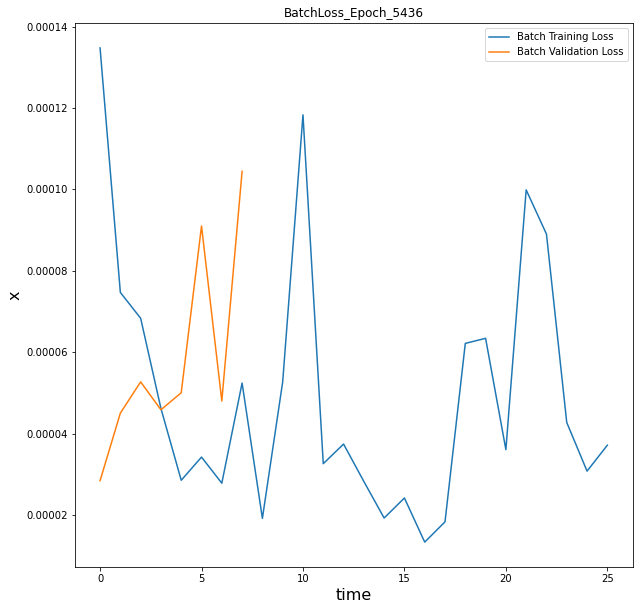 BatchLoss_Epoch_5436
Batch Training Loss
Batch Validation Loss
0.00014
0.00012
0.00010
0.00008
0.00006
0.00004
0.00002
x
0 5 10 15 20 25
time